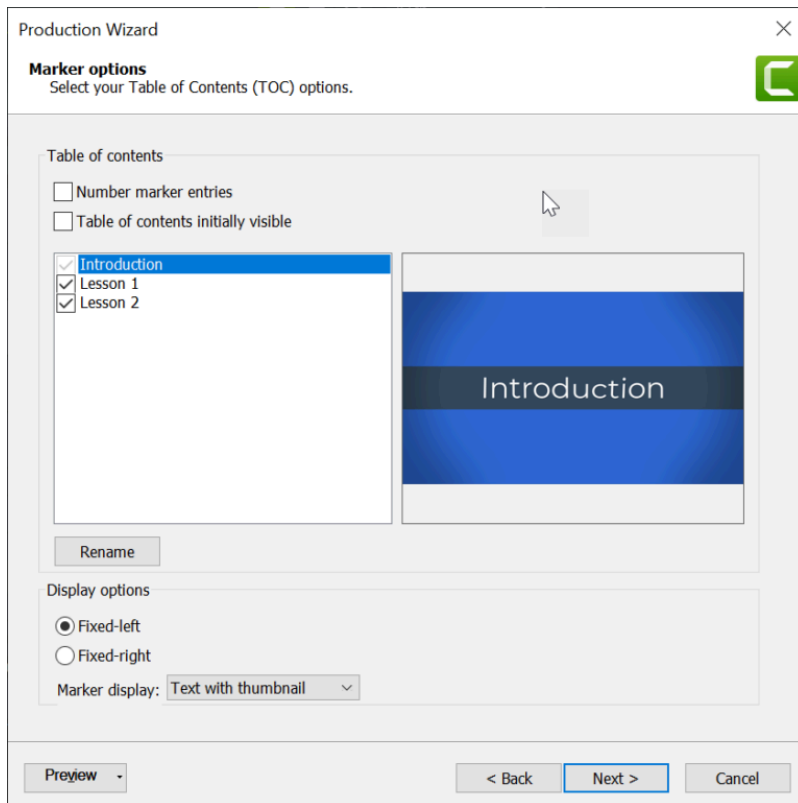 Production Wizard
Marker options
Select your Table of Contents (TOC) options.
Table of contents
Number marker entries
Table of contents initially visible
Introduction
Lesson 1
Lesson 2
Introduction
Rename
Display options
Fixed-left
Fixed-right
Marker display: Text with thumbnail
Preview < Back Next > Cancel